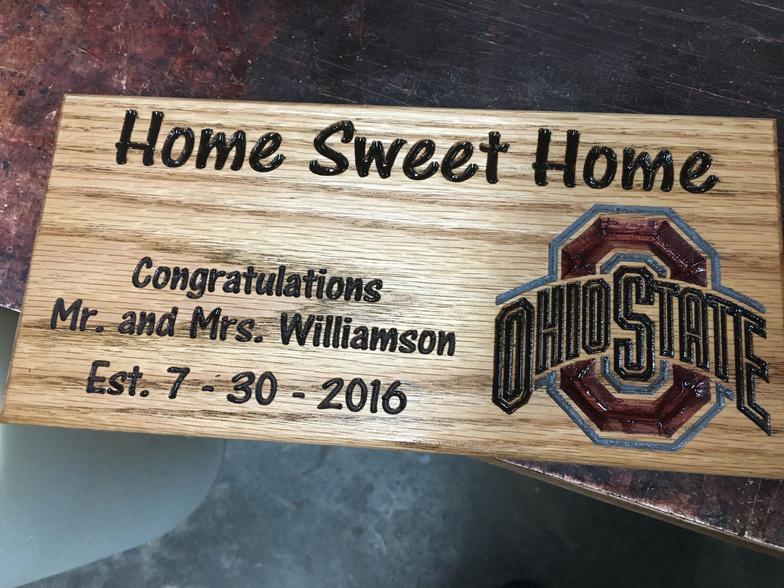 Home Sweet Home
Congratulations
Mr. and Mrs. Williamson
Est. 7 - 30 - 2016
OHIO STATE